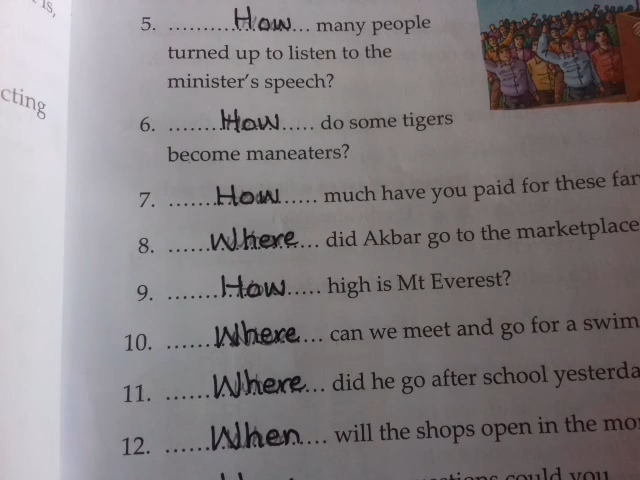 is,
cting
5. ..........How... many people
turned up to listen to the
minister's speech?
6. ........How..... do some tigers
become maneaters?
7. .......How..... much have you paid for these
8. ......Where... did Akbar go to the marketplace
9. .......How..... high is Mt Everest?
10. ......Where... can we meet and go for a swim
11. ......Where... did he go after school
12. ......When.... will the shops open in the
could you